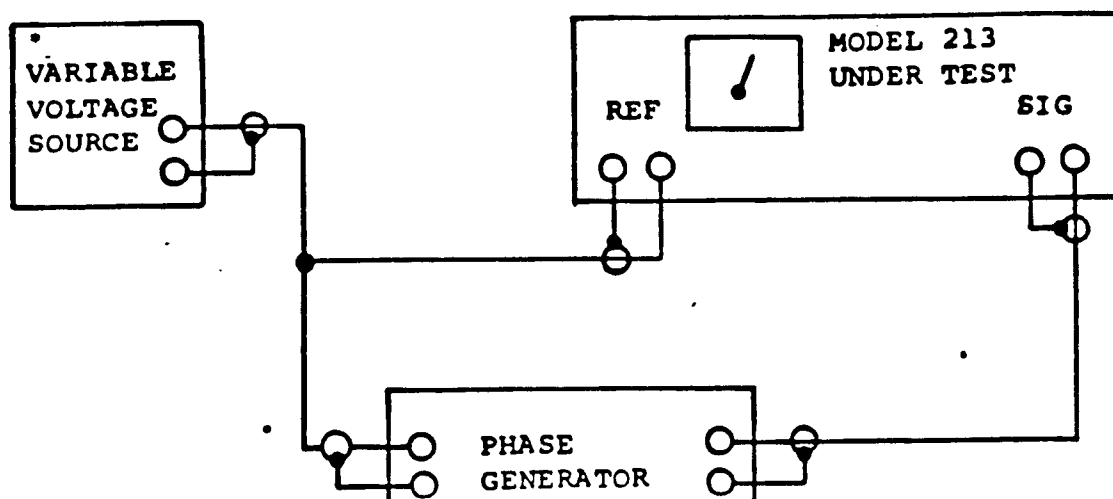 *
VARIABLE
VOLTAGE
SOURCE
MODEL 213
UNDER TEST
REF
SIG
PHASE
GENERATOR